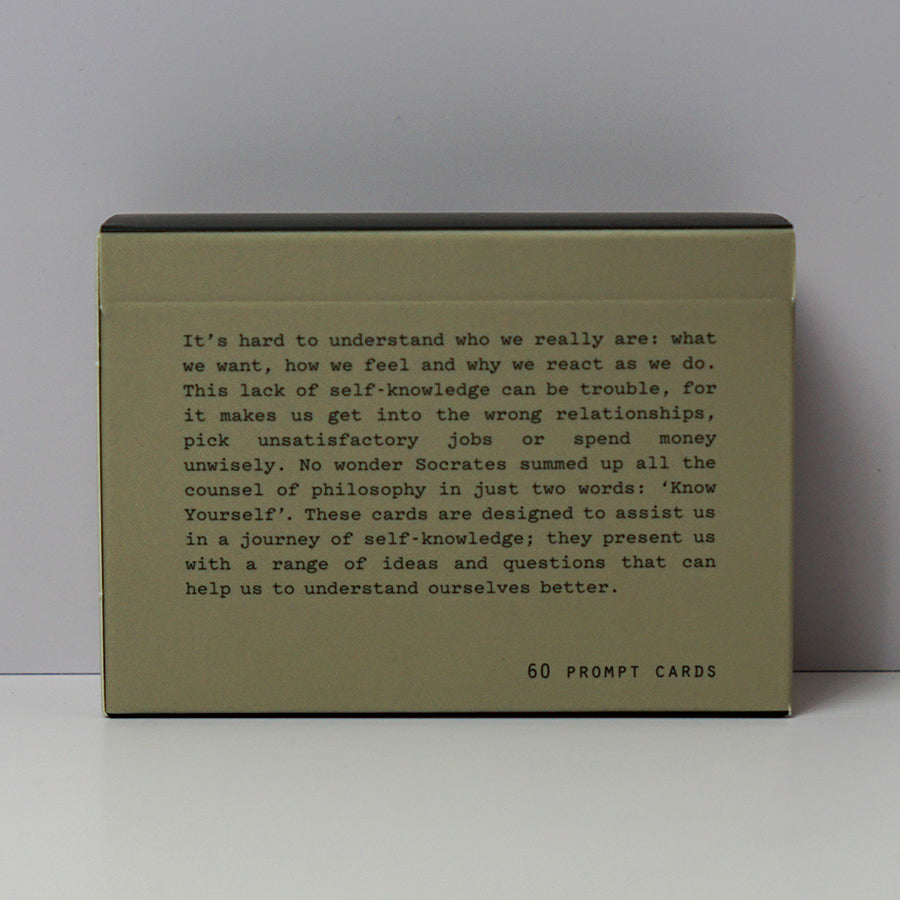 It’s hard to understand who we really are: what
we want, how we feel and why we react as we do.
This lack of self-knowledge can be trouble, for
it makes us get into the wrong relationships,
pick unsatisfactory jobs or spend money
unwisely. No wonder Socrates summed up all the
counsel of philosophy in just two words: ‘Know
Yourself’. These cards are designed to assist us
in a journey of self-knowledge; they present us
with a range of ideas and questions that can
help us to understand ourselves better.
60 PROMPT CARDS